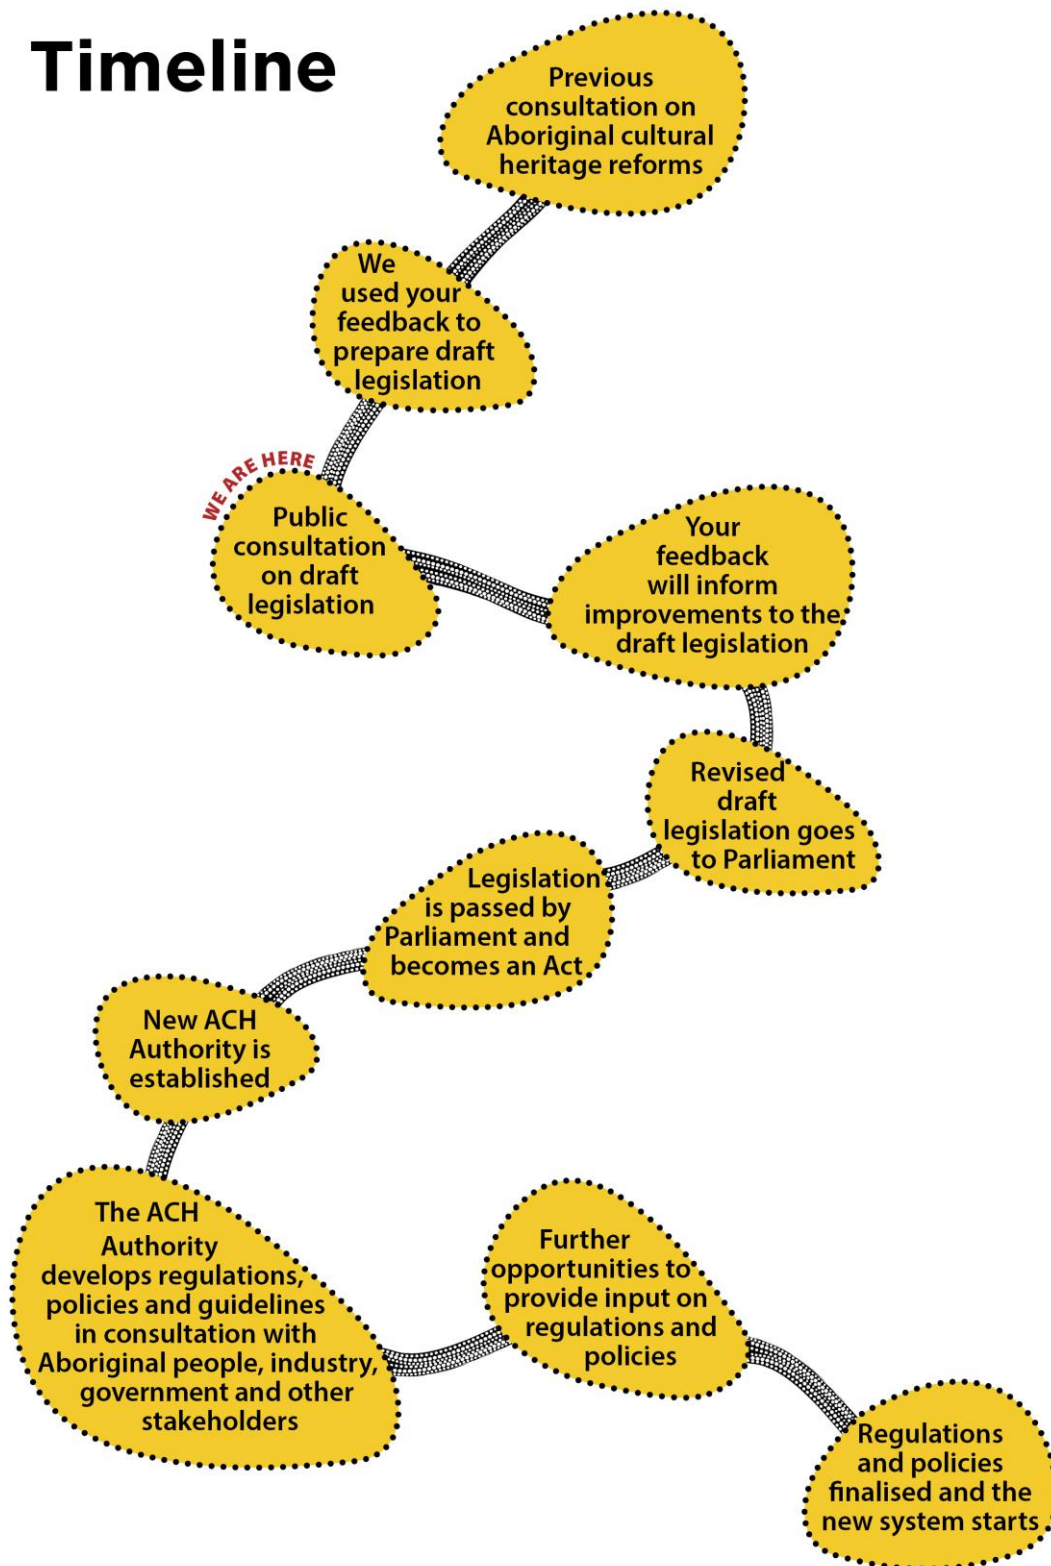 Timeline
Previous
consultation on
Aboriginal cultural
heritage reforms
We
used your
feedback to
prepare draft
legislation
WE ARE HERE
Public
consultation
on draft
legislation
Your
feedback
will inform
improvements to the
draft legislation
Revised
draft
legislation goes
to Parliament
Legislation
is passed by
Parliament and
becomes an Act
New ACH
Authority is
established
The ACH
Authority
develops regulations,
policies and guidelines
in consultation with
Aboriginal people, industry,
government and other
stakeholders
Further
opportunities to
provide input on
regulations and
policies
Regulations
and policies
finalised and the
new system starts